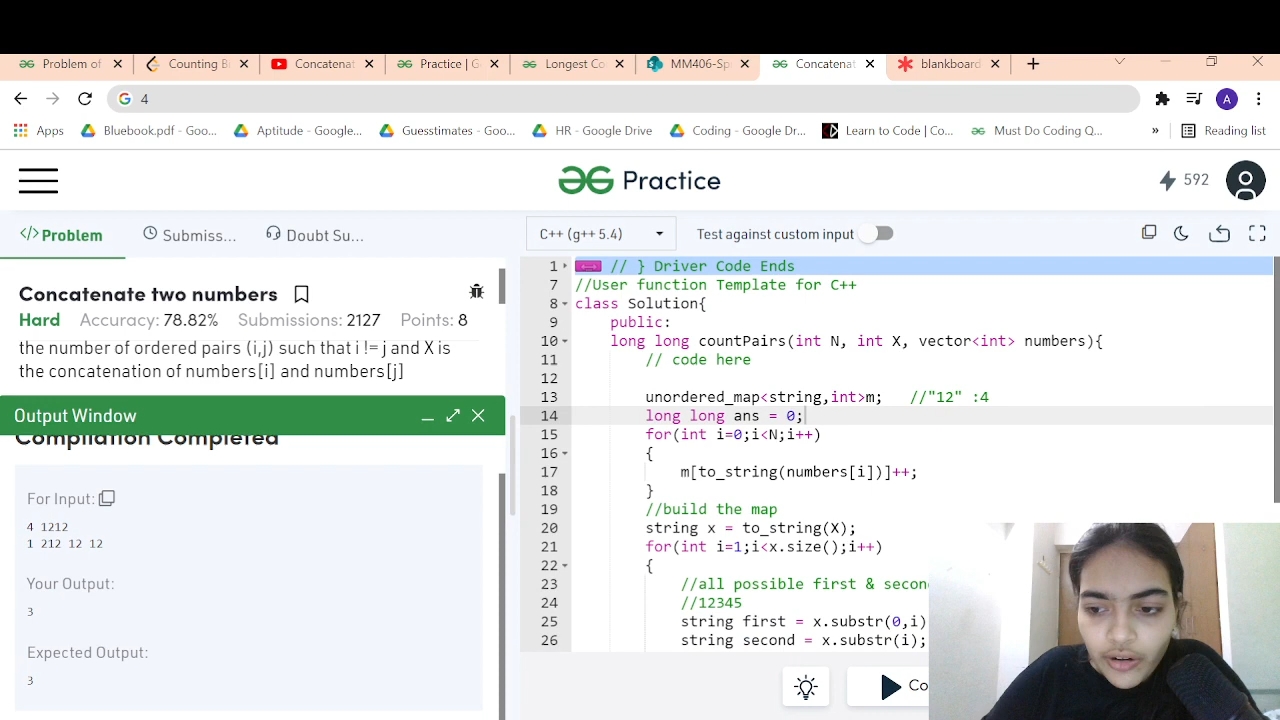 Problem of
Counting Bi
Concatenat
Practice | G
Longest Co
MM406-Sp
Concatenat
blankboard
4
A
Apps
Bluebook.pdf - Goo...
Aptitude - Google...
Guesstimates - Goo...
HR - Google Drive
Coding - Google Dr...
Learn to Code | Co...
Must Do Coding Q...
»
Reading list
Practice
592
</> Problem
Submiss...
Doubt Su...
C++ (g++ 5.4)
Test against custom input
Concatenate two numbers
Hard Accuracy: 78.82% Submissions: 2127 Points: 8
the number of ordered pairs (i,j) such that i != j and X is
the concatenation of numbers[i] and numbers[j]
Output Window
Compilation Completed
For Input:
4 1212
1 212 12 12
Your Output:
3
Expected Output:
3
1 // } Driver Code Ends
7 //User function Template for C++
8 class Solution{
9 public:
10 long long countPairs(int N, int X, vector<int> numbers){
11 // code here
12
13 unordered_map<string,int>m; //"12" :4
14 long long ans = 0;
15 for(int i=0;i<N;i++)
16 {
17 m[to_string(numbers[i])]++;
18 }
19 //build the map
20 string x = to_string(X);
21 for(int i=1;i<x.size();i++)
22 {
23 //all possible first & secon
24 //12345
25 string first = x.substr(0,i)
26 string second = x.substr(i);
Co